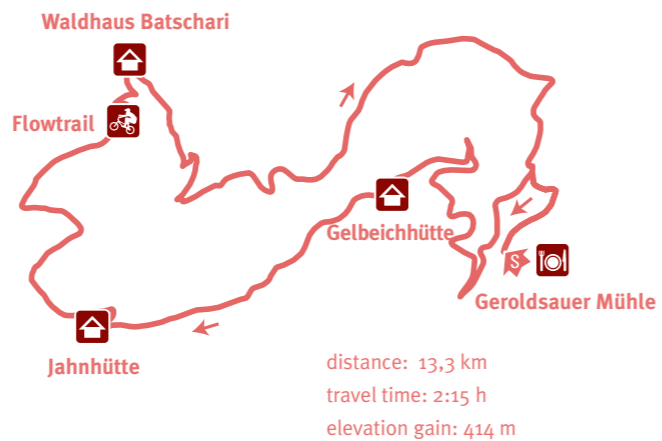 Waldhaus Batschari
Flowtrail
Gelbeichhütte
S
Geroldsauer Mühle
Jahnhütte
distance: 13,3 km
travel time: 2:15 h
elevation gain: 414 m